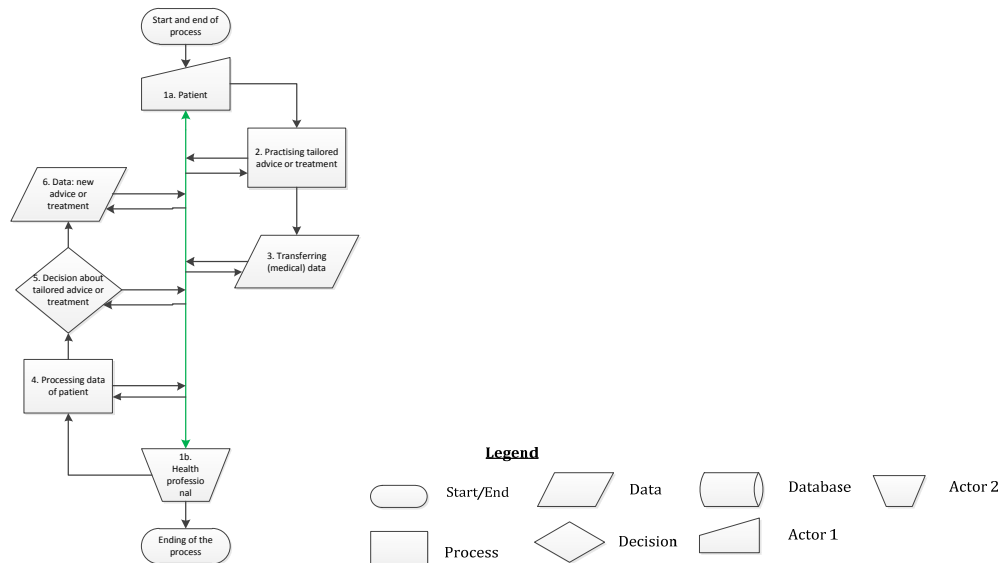 Start and end of
process
1a. Patient
2. Practising tailored
advice or treatment
6. Data: new
advice or
treatment
3. Transferring
(medical) data
5. Decision about
tailored advice or
treatment
4. Processing data
of patient
1b.
Health
professio
nal
Ending of the
process
Legend
Start/End
Data
Database
Actor 2
Process
Decision
Actor 1